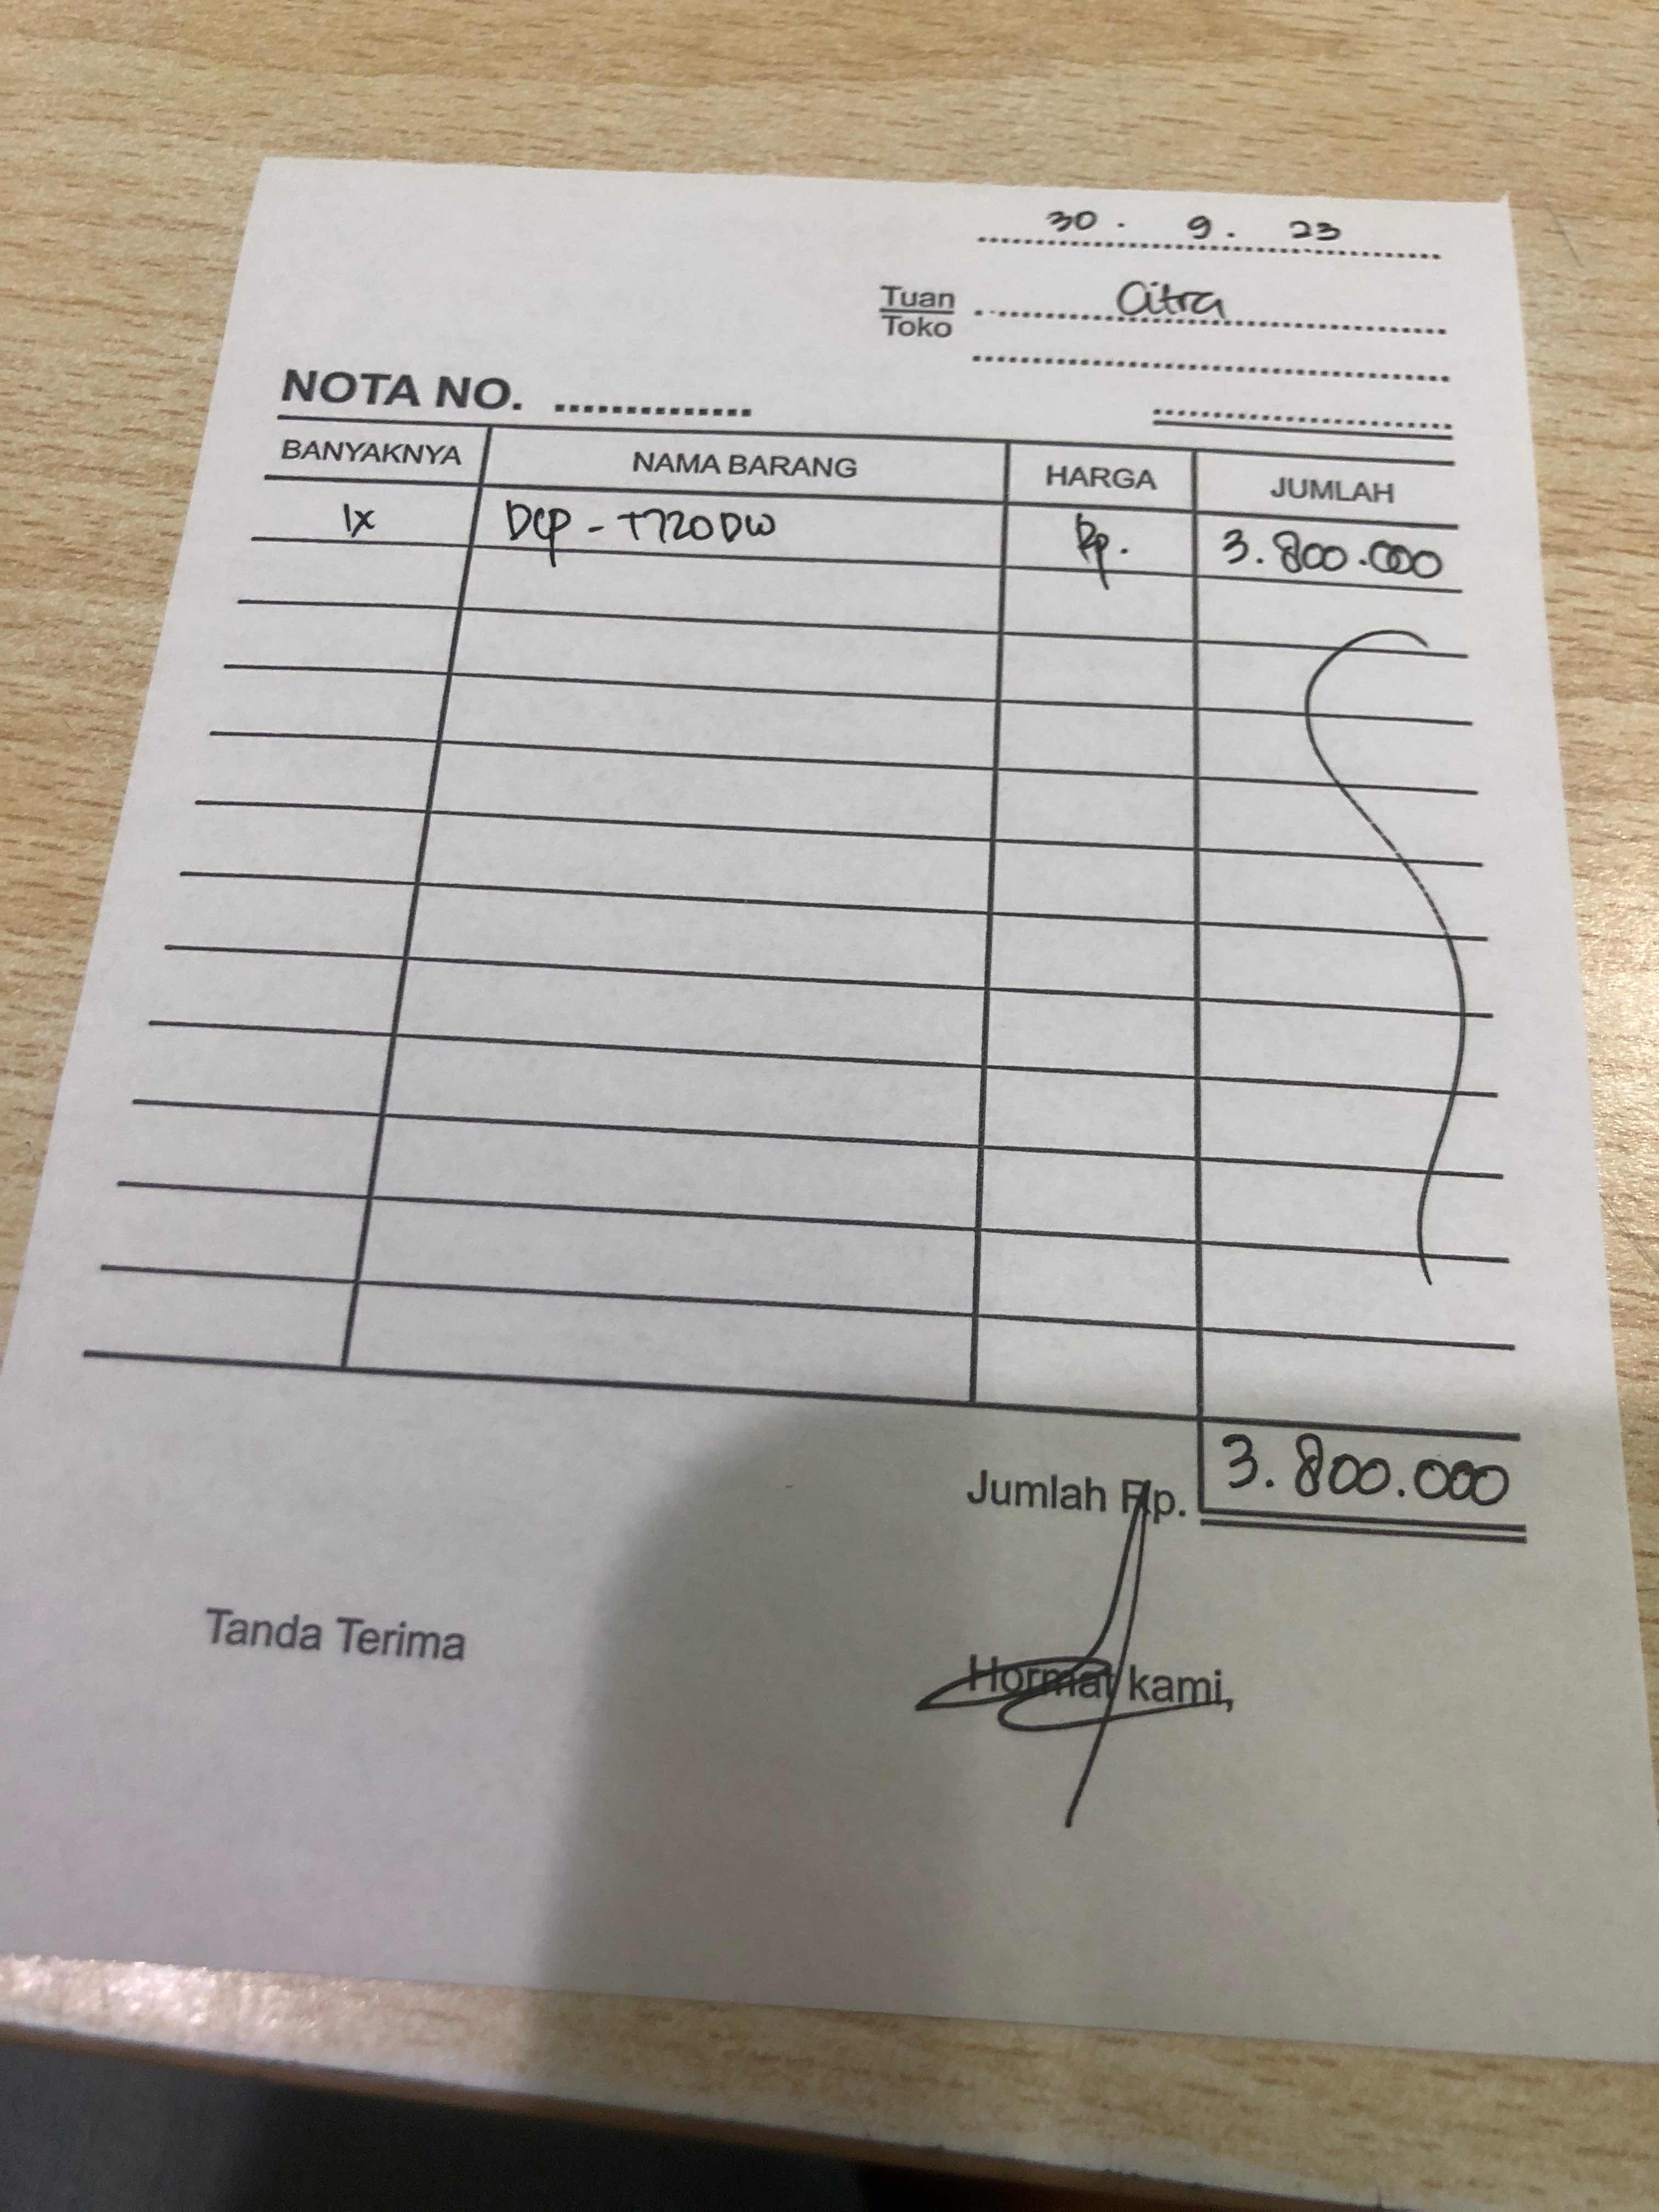 30 . 9 . 23
Tuan Citra
Toko
NOTA NO.
BANYAKNYA NAMA BARANG HARGA JUMLAH
1x DCP - T720DW Rp. 3.800.000
Jumlah Rp. 3.800.000
Tanda Terima
Hormat kami,